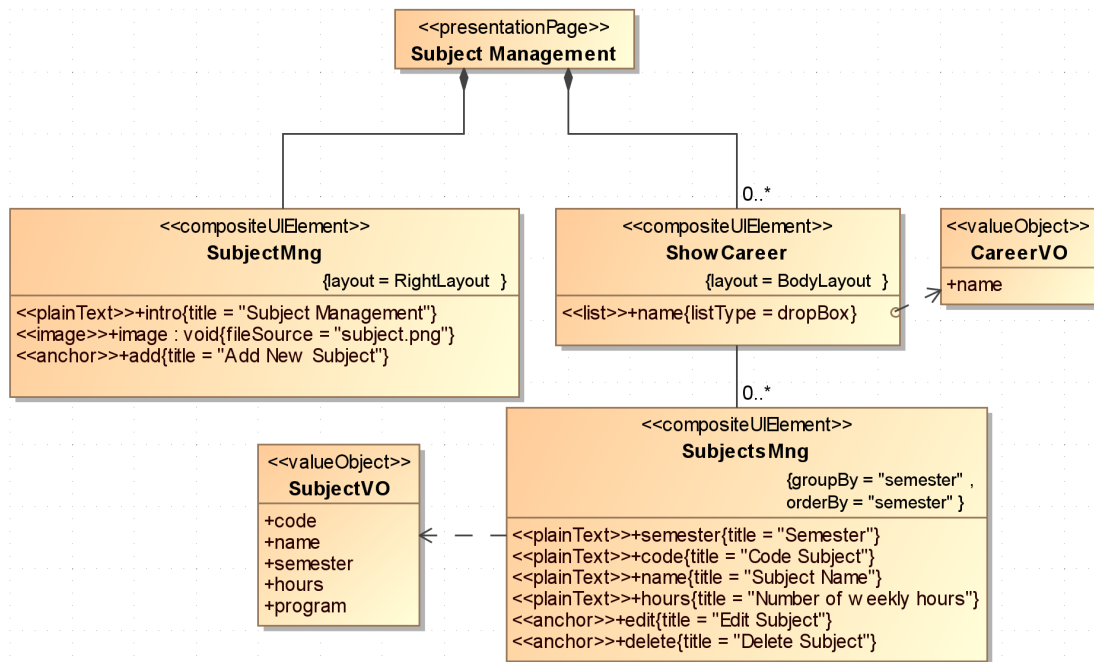 <<presentationPage>>
Subject Management
0..*
<<compositeUIElement>>
SubjectMng
{layout = RightLayout }
<<plainText>>+intro{title = "Subject Management"}
<<image>>+image : void{fileSource = "subject.png"}
<<anchor>>+add{title = "Add New Subject"}
<<compositeUIElement>>
ShowCareer
{layout = BodyLayout }
<<list>>+name{listType = dropBox}
<<valueObject>>
CareerVO
+name
0..*
<<compositeUIElement>>
SubjectsMng
{groupBy = "semester" ,
orderBy = "semester" }
<<plainText>>+semester{title = "Semester"}
<<plainText>>+code{title = "Code Subject"}
<<plainText>>+name{title = "Subject Name"}
<<plainText>>+hours{title = "Number of weekly hours"}
<<anchor>>+edit{title = "Edit Subject"}
<<anchor>>+delete{title = "Delete Subject"}
<<valueObject>>
SubjectVO
+code
+name
+semester
+hours
+program